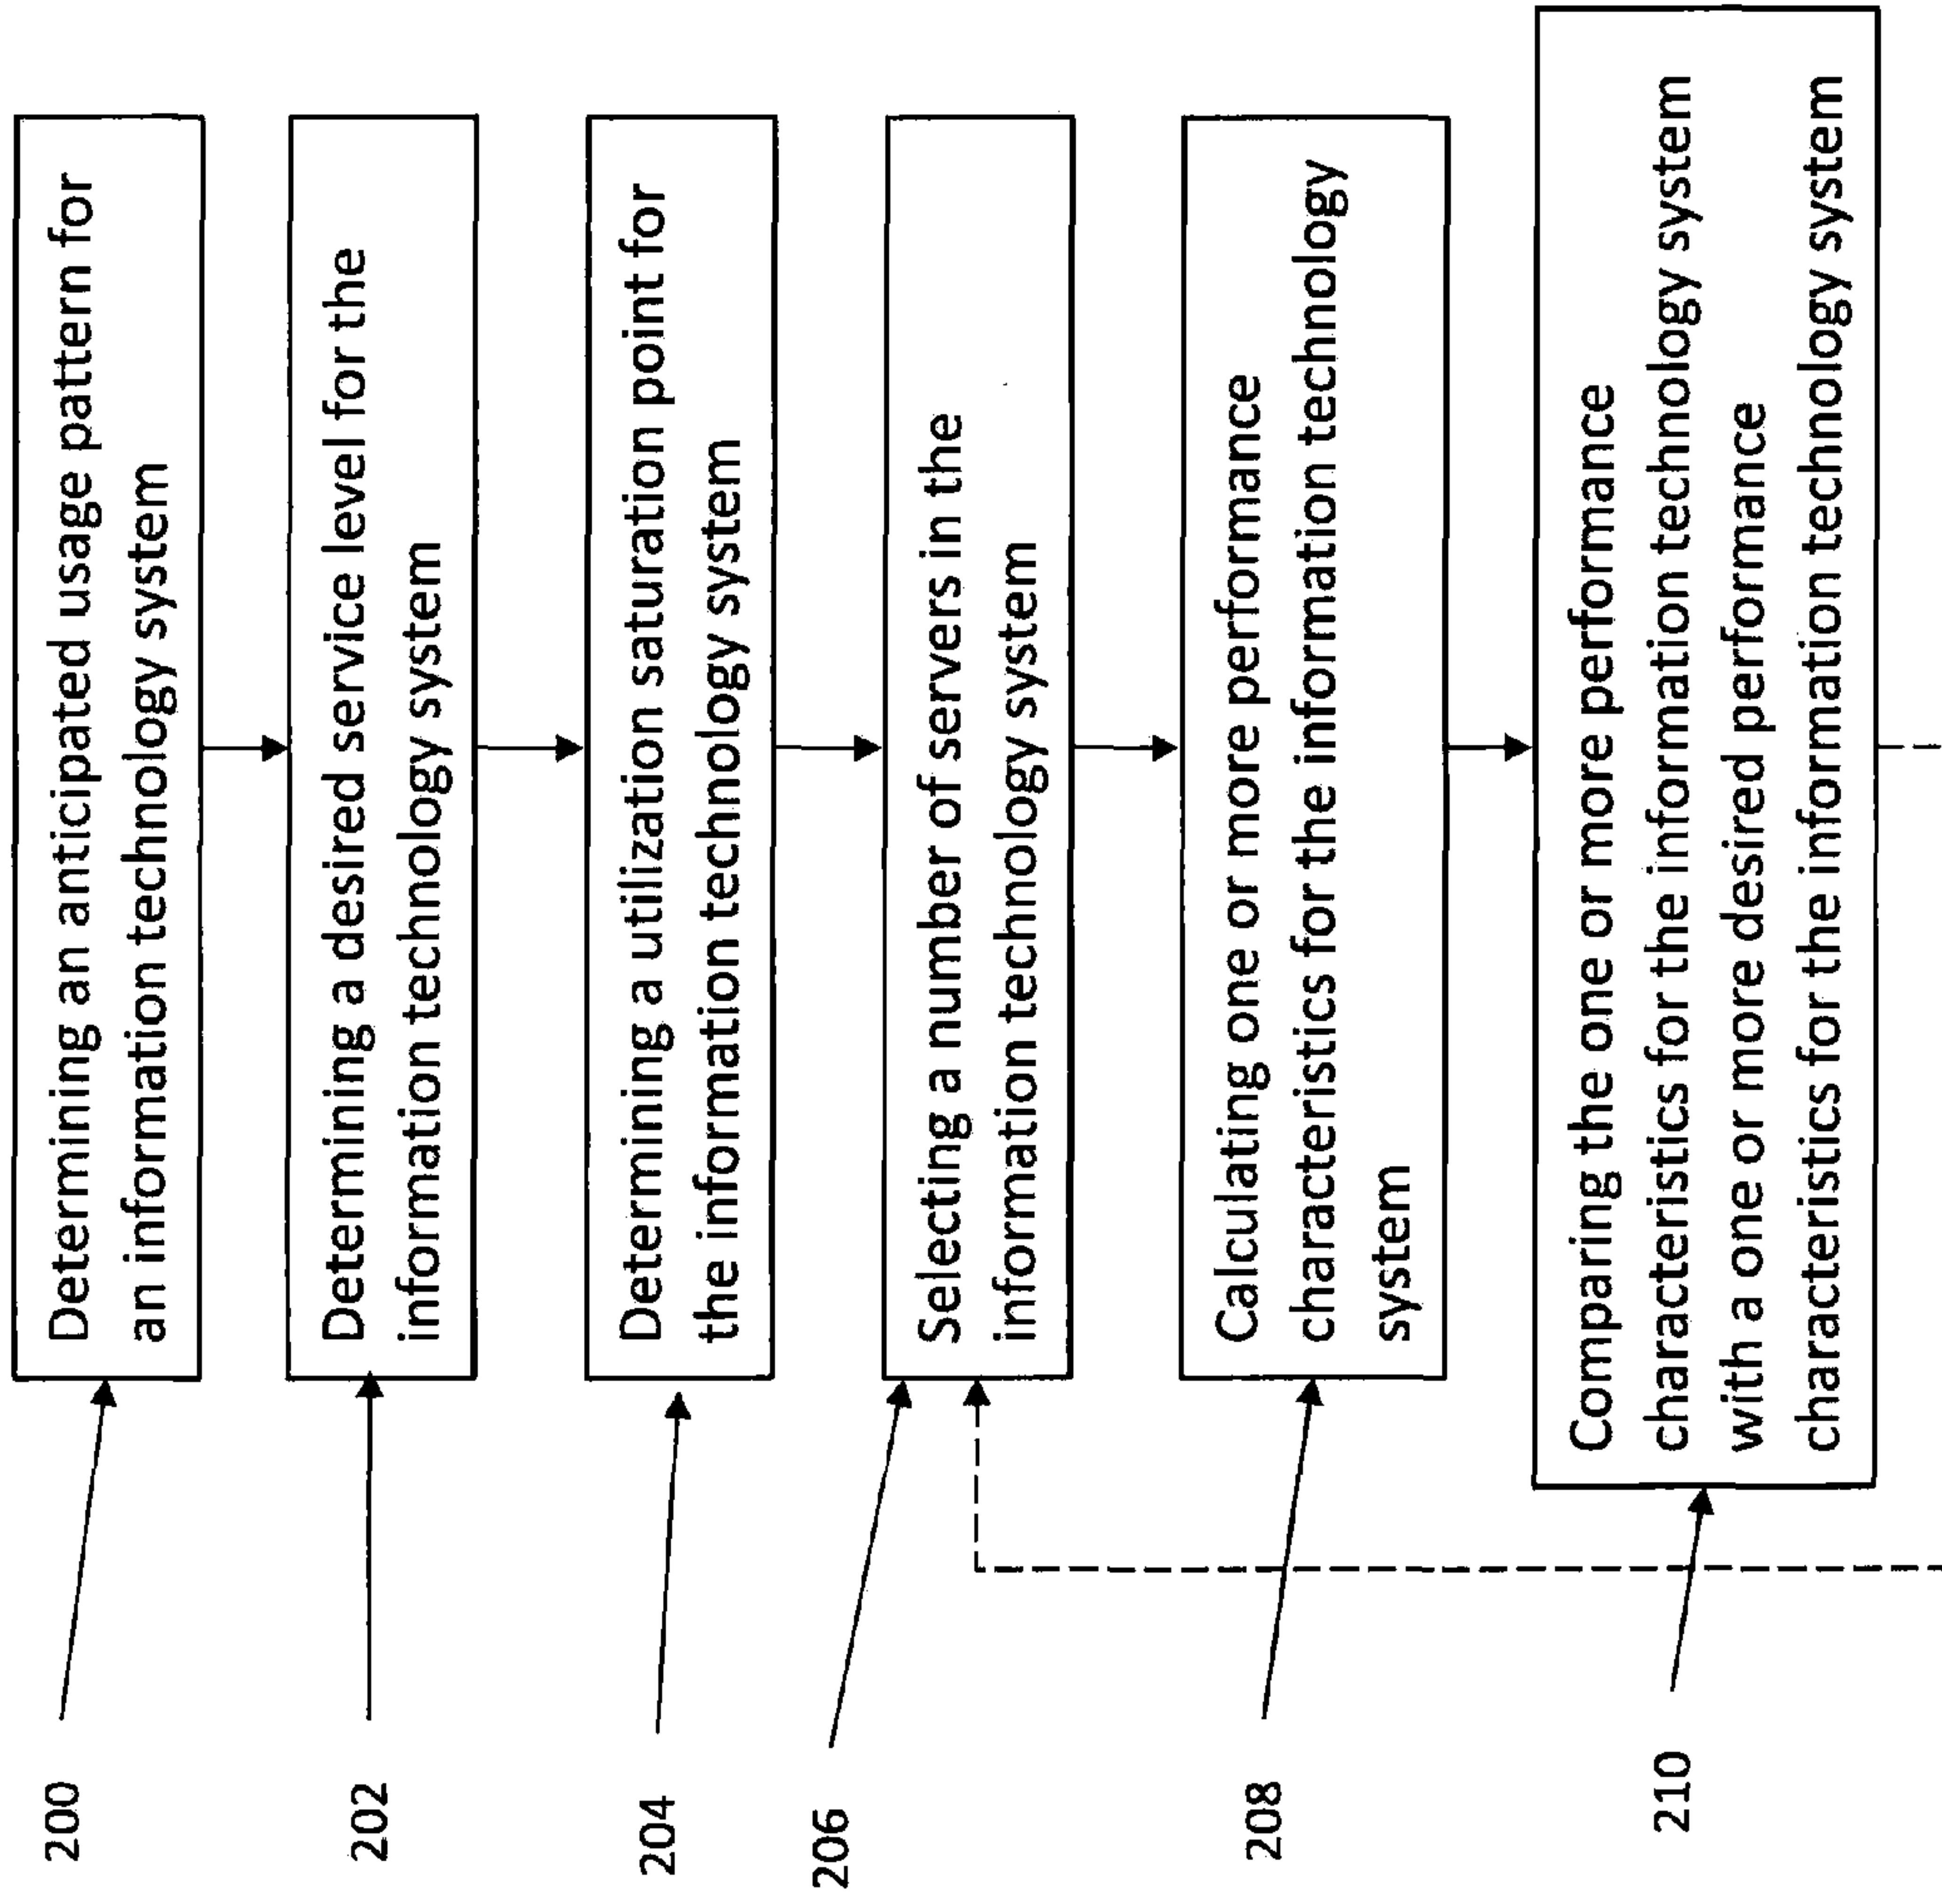 200
Determining an anticipated usage pattern for
an information technology system
202
Determining a desired service level for the
information technology system
204
Determining a utilization saturation point for
the information technology system
206
Selecting a number of servers in the
information technology system
208
Calculating one or more performance
characteristics for the information technology
system
210
Comparing the one or more performance
characteristics for the information technology system
with a one or more desired performance
characteristics for the information technology system